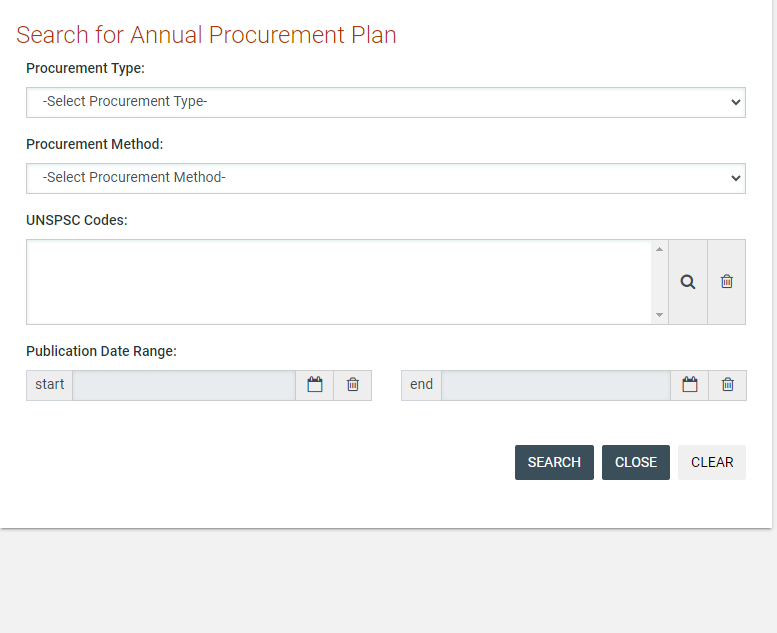 Search for Annual Procurement Plan
Procurement Type:
-Select Procurement Type-
Procurement Method:
-Select Procurement Method-
UNSPSC Codes:
Publication Date Range:
start end
SEARCH CLOSE CLEAR